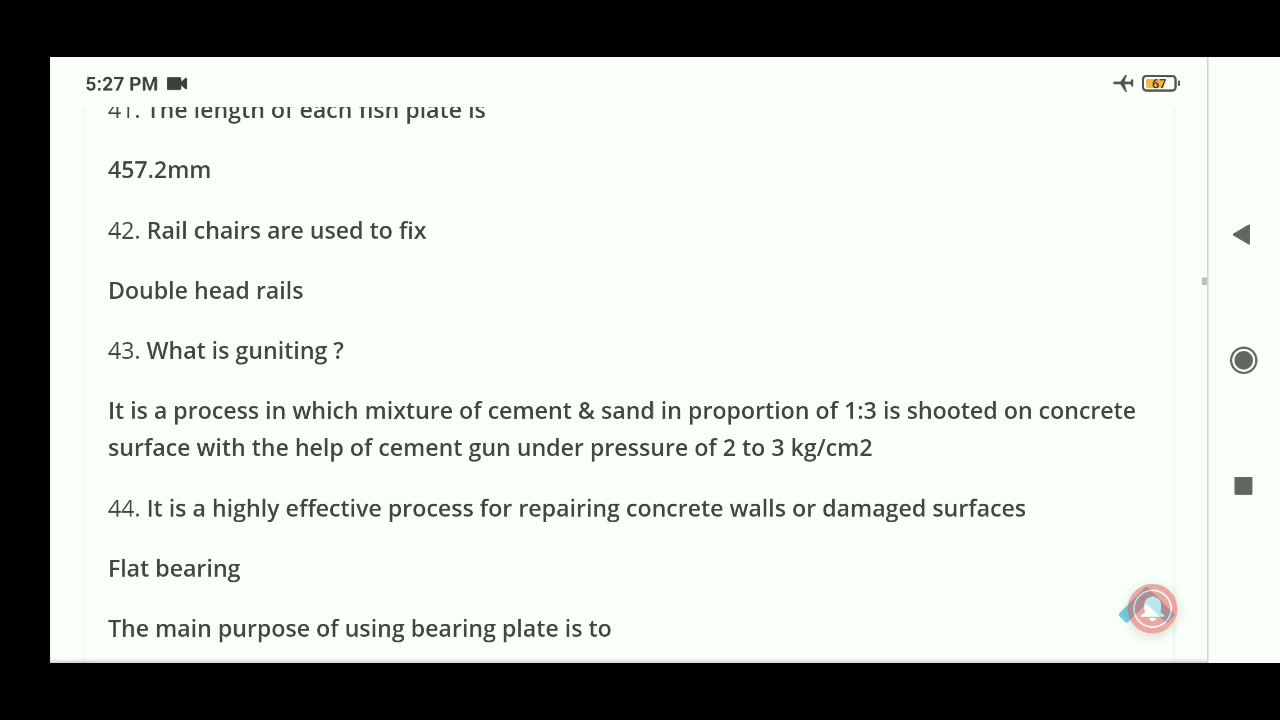 5:27 PM
67
41. The length of each fish plate is
457.2mm
42. Rail chairs are used to fix
Double head rails
43. What is guniting ?
It is a process in which mixture of cement & sand in proportion of 1:3 is shooted on concrete
surface with the help of cement gun under pressure of 2 to 3 kg/cm2
44. It is a highly effective process for repairing concrete walls or damaged surfaces
Flat bearing
The main purpose of using bearing plate is to